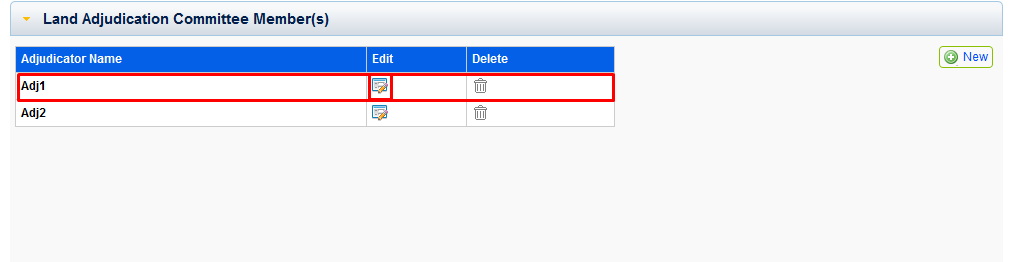 Land Adjudication Committee Member(s)
Adjudicator Name Edit Delete
New
Adj1
Adj2